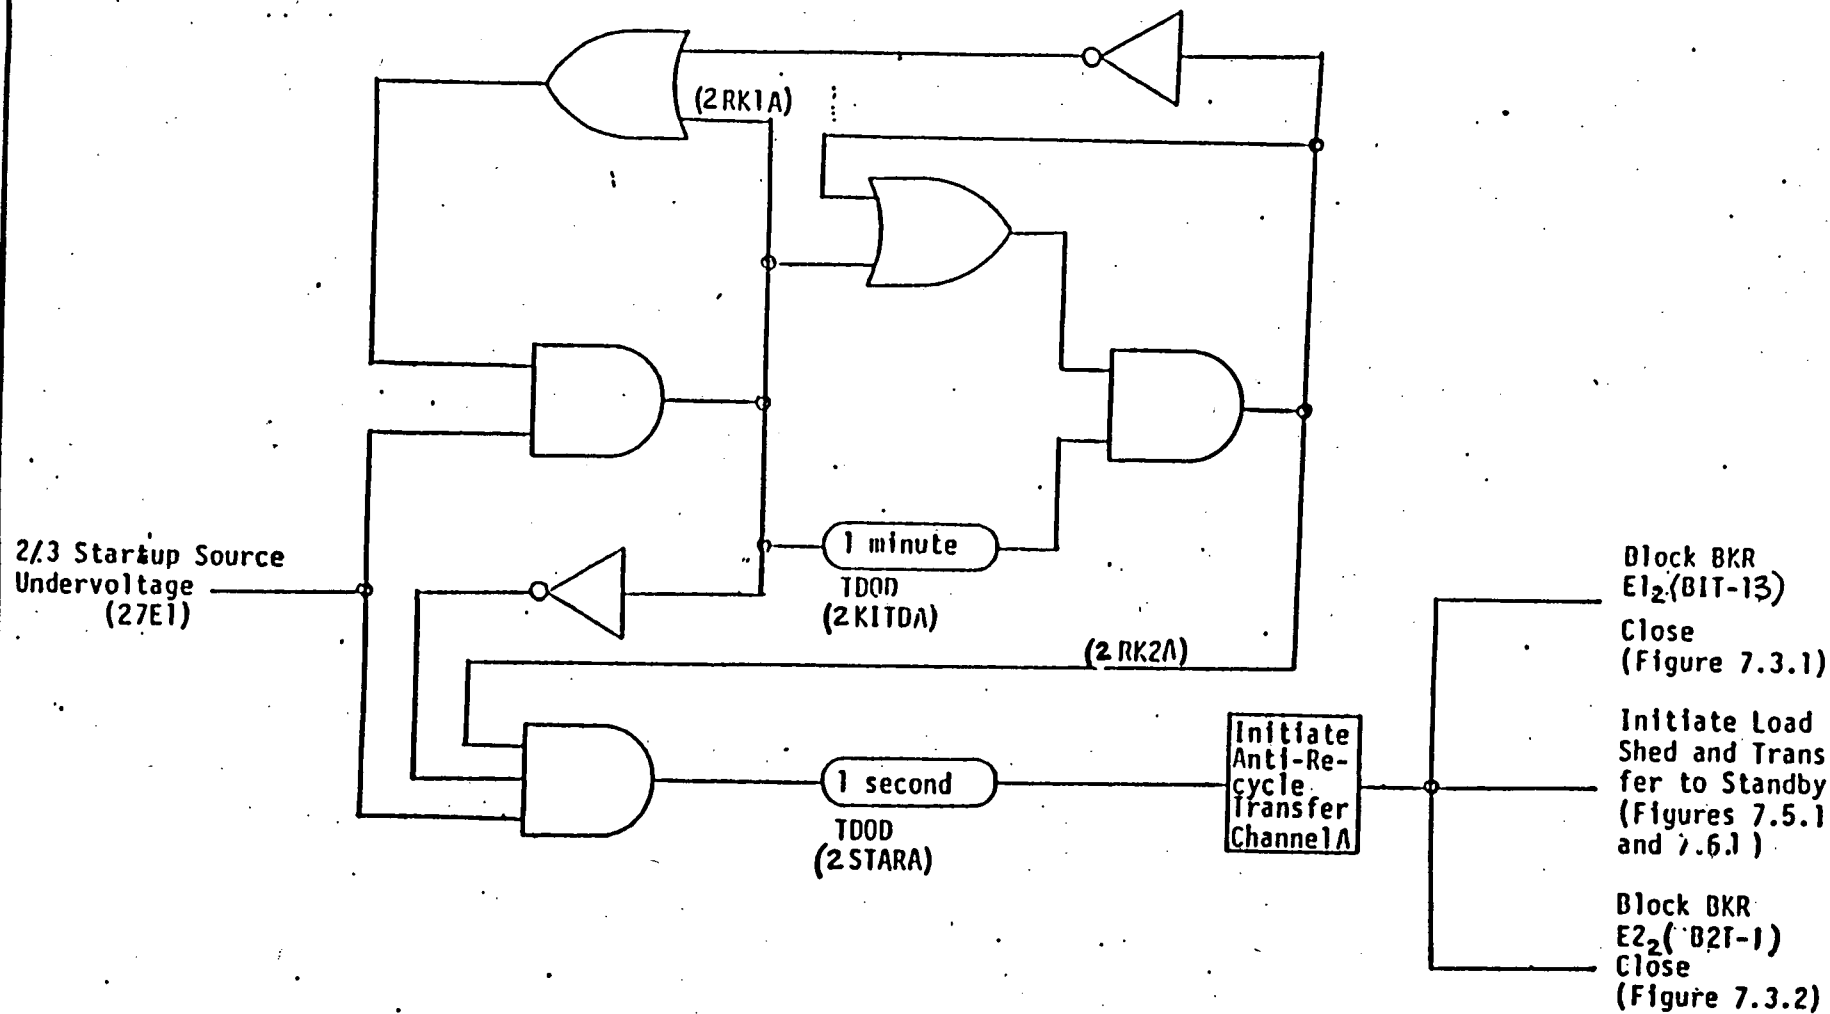 (2RK1A)
2/3 Startup Source
Undervoltage
(27E1)
1 minute
TDOD
(2KITDA)
(2RK2A)
1 second
TDOD
(2STARA)
Initiate
Anti-Re-
cycle
Transfer
ChannelA
Block BKR
E1₂(B1T-13)
Close
(Figure 7.3.1)
Initiate Load
Shed and Trans
fer to Standby
(Figures 7.5.1
and 7.6.1)
Block BKR
E2₂(B2T-1)
Close
(Figure 7.3.2)